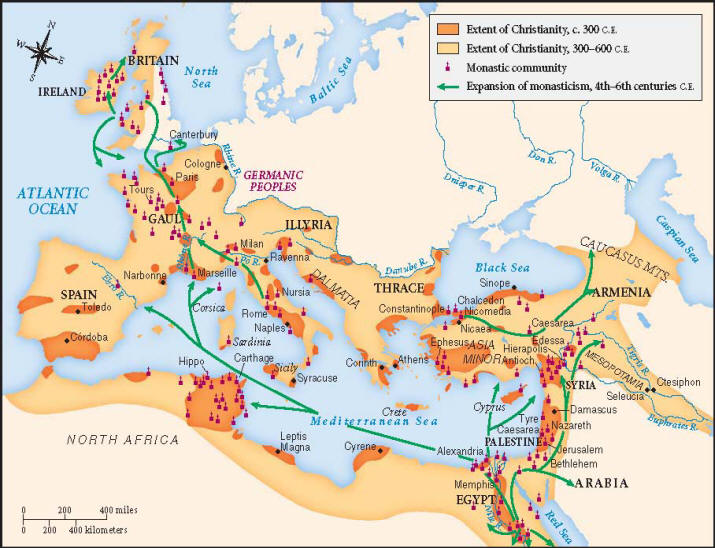 Extent of Christianity, c. 300 C.E.
Extent of Christianity, 300–600 C.E.
Monastic community
Expansion of monasticism, 4th–6th centuries C.E.
N
W
E
S
BRITAIN
North
Sea
IRELAND
Baltic Sea
Canterbury
Cologne
Rhine R.
Paris
GERMANIC
PEOPLES
Dnieper R.
Don R.
Volga R.
ATLANTIC
OCEAN
Tours
GAUL
ILLYRIA
Caspian Sea
Milan
Po R.
Ravenna
CAUCASUS MTS.
Danube R.
Black Sea
Narbonne
Marseille
DALMATIA
THRACE
Sinope
ARMENIA
SPAIN
Ebro R.
Nursia
Toledo
Corsica
Rome
Constantinople
Chalcedon
Nicomedia
Naples
Nicaea
Caesarea
Córdoba
Sardinia
Ephesus
ASIA
MINOR
Edessa
Hierapolis
Antioch
Tigris R.
Hippo
Carthage
Sicily
Corinth
Athens
MESOPOTAMIA
Ctesiphon
Syracuse
SYRIA
Seleucia
Crete
Cyprus
Damascus
Euphrates R.
Mediterranean Sea
Tyre
Caesarea
Nazareth
NORTH AFRICA
Leptis
Magna
Cyrene
Alexandria
PALESTINE
Jerusalem
Bethlehem
Memphis
ARABIA
EGYPT
Nile R.
Red Sea
0 200 400 miles
0 200 400 kilometers